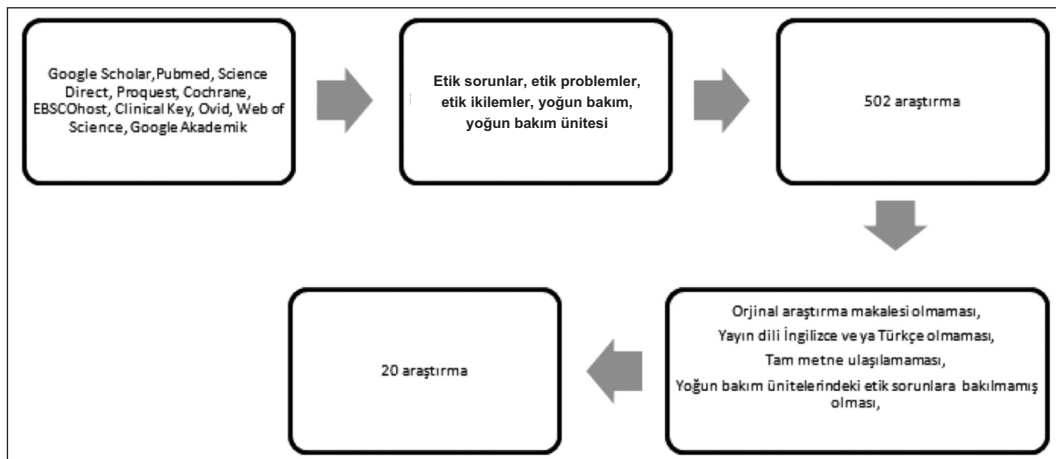 Google Scholar,Pubmed, Science
Direct, Proquest, Cochrane,
EBSCOhost, Clinical Key, Ovid, Web of
Science, Google Akademik
Etik sorunlar, etik problemler,
etik ikilemler, yoğun bakım,
yoğun bakım ünitesi
502 araştırma
Orjinal araştırma makalesi olmaması,
Yayın dili İngilizce ve ya Türkçe olmaması,
Tam metne ulaşılamaması,
Yoğun bakım ünitelerindeki etik sorunlara bakılmamış
olması,
20 araştırma